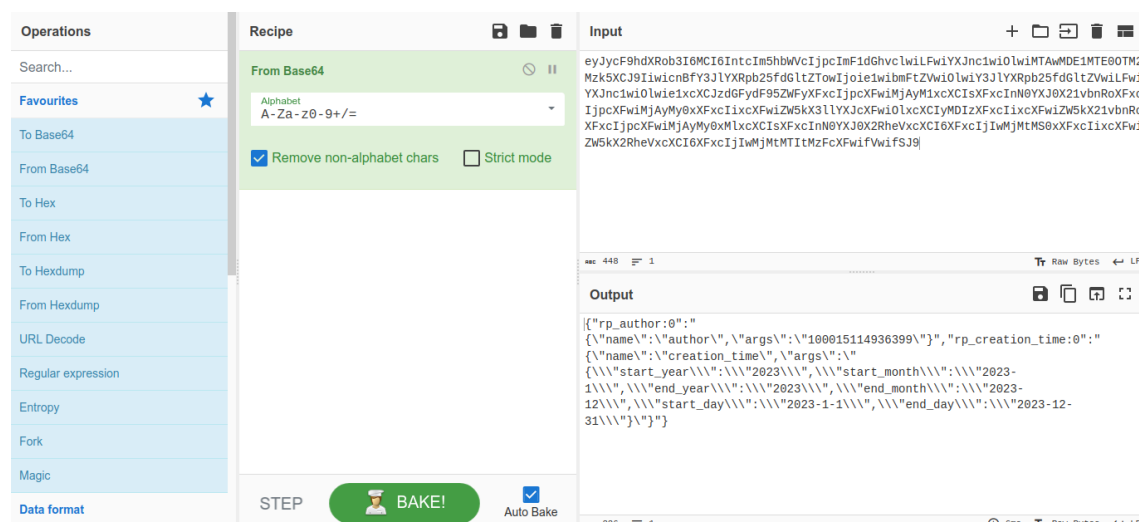 Operations
Search...
Favourites
To Base64
From Base64
To Hex
From Hex
To Hexdump
From Hexdump
URL Decode
Regular expression
Entropy
Fork
Magic
Data format
Recipe
From Base64
Alphabet
A-Za-z0-9+/=
Remove non-alphabet chars
Strict mode
STEP
BAKE!
Auto Bake
Input
eyJycF9hdXRob3I6MCI6IntcIm5hbWVcIjpcImF1dGhvclwiLFwiYXJnc1wiOlwiMTAwMDE1MTE0OTM2
Mzk5XCJ9IiwicnBfY3JlYXRpb25fdGltZTowIjoie1wibmFtZVwiOlwiY3JlYXRpb25fdGltZVwiLFwi
YXJnc1wiOlwie1xcXCJzdGFydF95ZWFyXFxcIjpcXFwiMjAyM1xcXCIsXFxcInN0YXJ0X21vbnRoXFxc
IjpcXFwiMjAyMy0xXFxcIixcXFwiZW5kX3llYXJcXFwiOlxcXCIyMDIzXFxcIixcXFwiZW5kX21vbnRo
XFxcIjpcXFwiMjAyMy0xMlxcXCIsXFxcInN0YXJ0X2RheVxcXCI6XFxcIjIwMjMtMS0xXFxcIixcXFwi
ZW5kX2RheVxcXCI6XFxcIjIwMjMtMTItMzFcXFwifVwifSJ9
448
1
Raw Bytes
LF
Output
{"rp_author:0":"
{\"name\":\"author\",\"args\":\"100015114936399\"}","rp_creation_time:0":"
{\"name\":\"creation_time\",\"args\":\"
{\\\"start_year\\\":\\\"2023\\\",\\\"start_month\\\":\\\"2023-
1\\\",\\\"end_year\\\":\\\"2023\\\",\\\"end_month\\\":\\\"2023-
12\\\",\\\"start_day\\\":\\\"2023-1-1\\\",\\\"end_day\\\":\\\"2023-12-
31\\\"}\"}"}